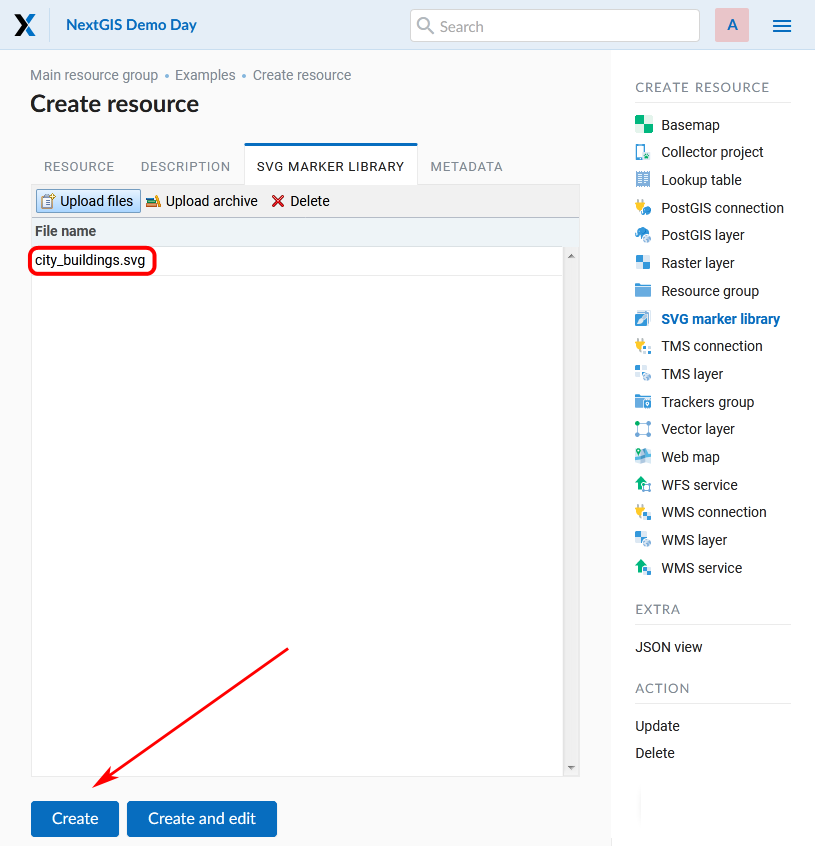 NextGIS Demo Day
Search
A
Main resource group • Examples • Create resource
Create resource
RESOURCE DESCRIPTION SVG MARKER LIBRARY METADATA
Upload files Upload archive Delete
File name
city_buildings.svg
Create Create and edit
CREATE RESOURCE
Basemap
Collector project
Lookup table
PostGIS connection
PostGIS layer
Raster layer
Resource group
SVG marker library
TMS connection
TMS layer
Trackers group
Vector layer
Web map
WFS service
WMS connection
WMS layer
WMS service
EXTRA
JSON view
ACTION
Update
Delete